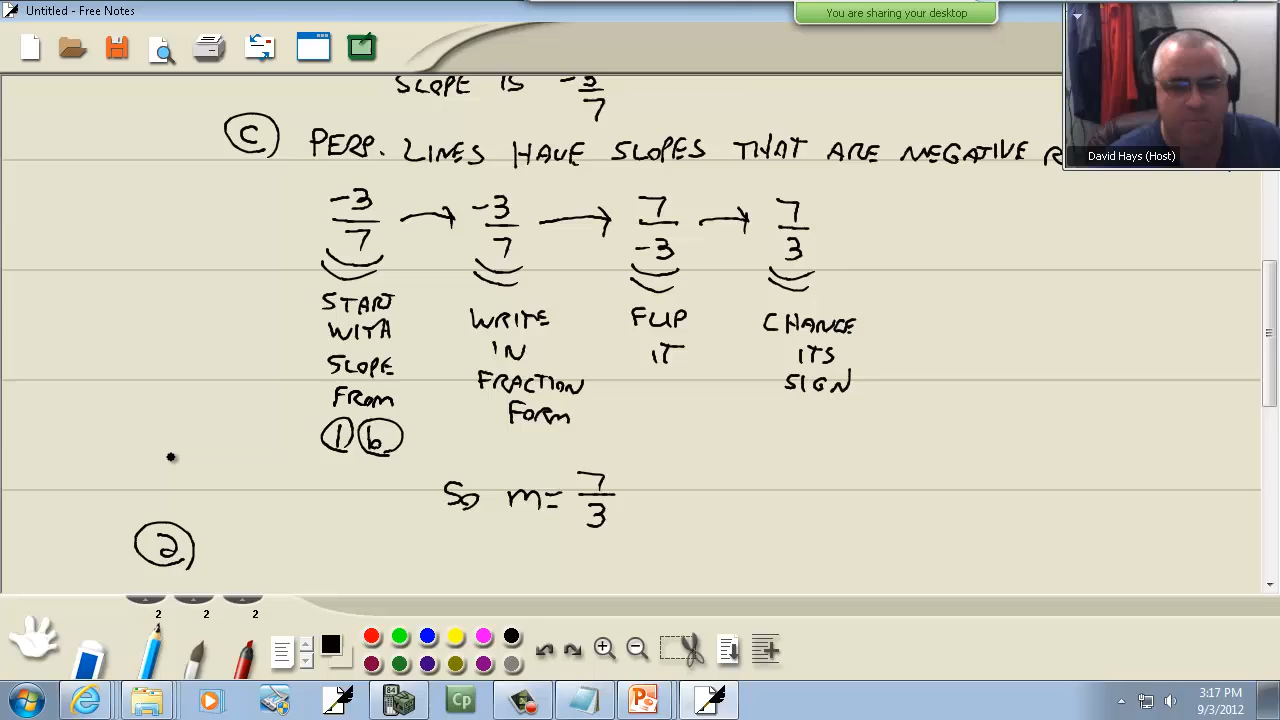 Untitled - Free Notes
You are sharing your desktop
SLOPE IS -3/7
C PERP. LINES HAVE SLOPES THAT ARE NEGATIVE
-3/7 → -3/7 → 7/-3 → 7/3
START WITH SLOPE FROM 1 b
WRITE IN FRACTION FORM
FLIP IT
CHANGE ITS SIGN
So m= 7/3
2
David Hays (Host)
2 2 2
84
Cp
3:17 PM
9/3/2012